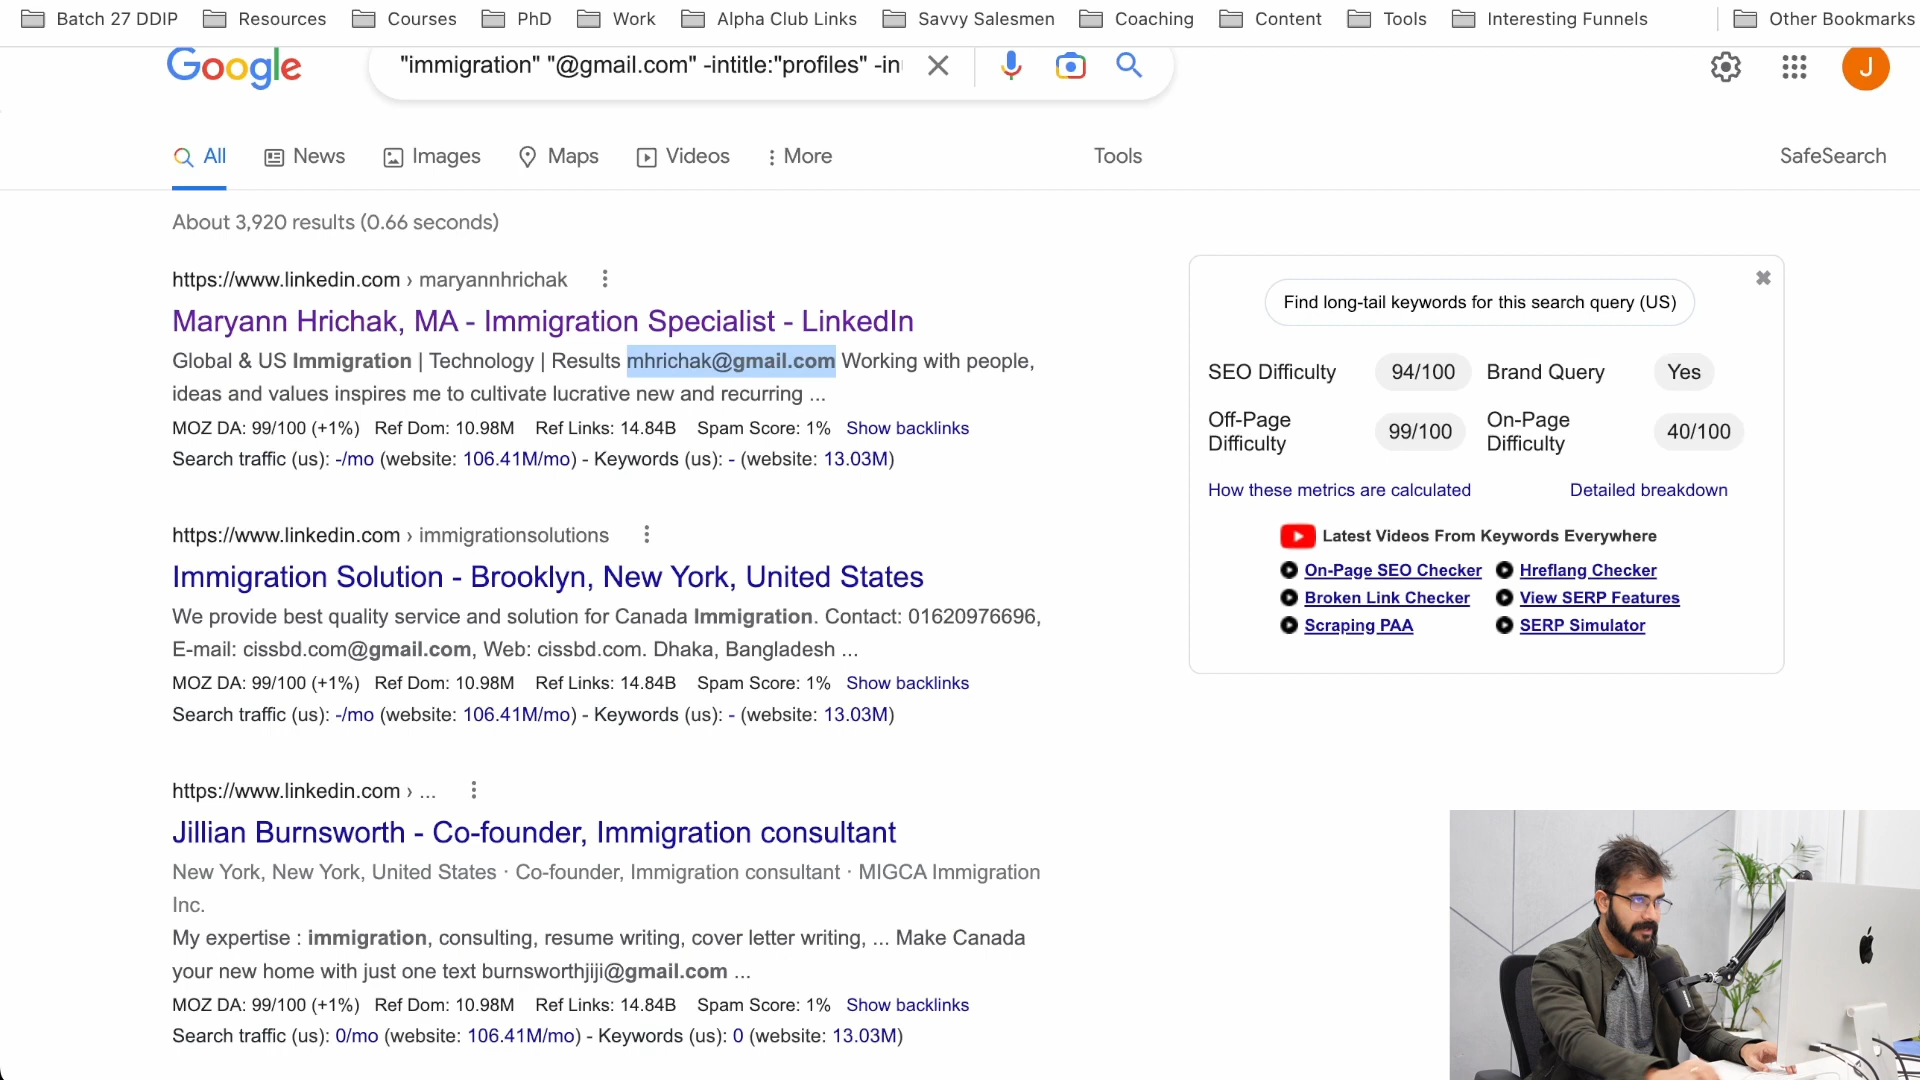 Batch 27 DDIP Resources Courses PhD Work Alpha Club Links Savvy Salesmen Coaching Content Tools Interesting Funnels Other Bookmarks
Google "immigration" "@gmail.com" -intitle:"profiles" -in J
All News Images Maps Videos More Tools SafeSearch
About 3,920 results (0.66 seconds)
https://www.linkedin.com › maryannhrichak
Maryann Hrichak, MA - Immigration Specialist - LinkedIn
Global & US Immigration | Technology | Results mhrichak@gmail.com Working with people,
ideas and values inspires me to cultivate lucrative new and recurring ...
MOZ DA: 99/100 (+1%) Ref Dom: 10.98M Ref Links: 14.84B Spam Score: 1% Show backlinks
Search traffic (us): -/mo (website: 106.41M/mo) - Keywords (us): - (website: 13.03M)
https://www.linkedin.com › immigrationsolutions
Immigration Solution - Brooklyn, New York, United States
We provide best quality service and solution for Canada Immigration. Contact: 01620976696,
E-mail: cissbd.com@gmail.com, Web: cissbd.com. Dhaka, Bangladesh ...
MOZ DA: 99/100 (+1%) Ref Dom: 10.98M Ref Links: 14.84B Spam Score: 1% Show backlinks
Search traffic (us): -/mo (website: 106.41M/mo) - Keywords (us): - (website: 13.03M)
https://www.linkedin.com › ...
Jillian Burnsworth - Co-founder, Immigration consultant
New York, New York, United States · Co-founder, Immigration consultant · MIGCA Immigration
Inc.
My expertise : immigration, consulting, resume writing, cover letter writing, ... Make Canada
your new home with just one text burnsworthjiji@gmail.com ...
MOZ DA: 99/100 (+1%) Ref Dom: 10.98M Ref Links: 14.84B Spam Score: 1% Show backlinks
Search traffic (us): 0/mo (website: 106.41M/mo) - Keywords (us): 0 (website: 13.03M)
Find long-tail keywords for this search query (US)
SEO Difficulty 94/100 Brand Query Yes
Off-Page Difficulty 99/100 On-Page Difficulty 40/100
How these metrics are calculated Detailed breakdown
Latest Videos From Keywords Everywhere
On-Page SEO Checker Hreflang Checker
Broken Link Checker View SERP Features
Scraping PAA SERP Simulator